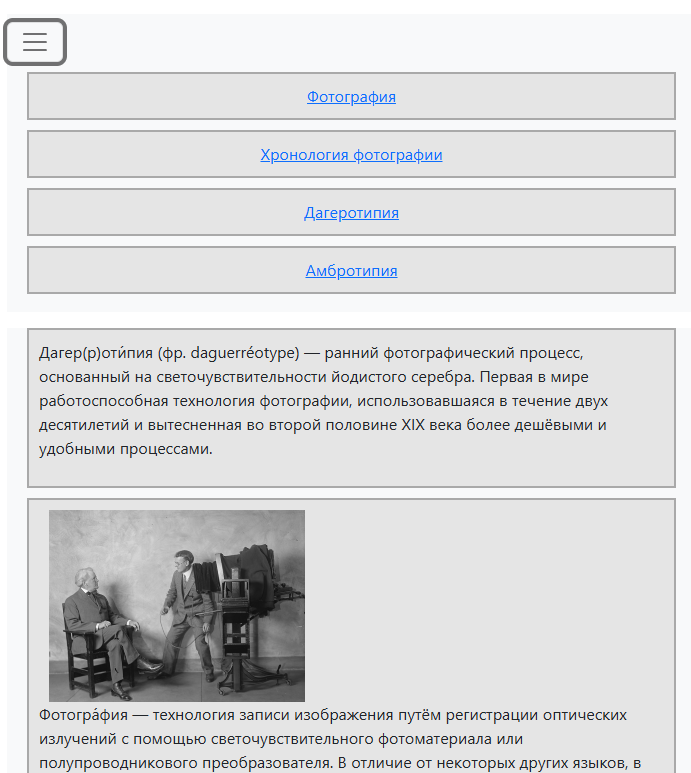 Фотография
Хронология фотографии
Дагеротипия
Амбротипия
Дагер(р)оти́пия (фр. daguerréotype) — ранний фотографический процесс,
основанный на светочувствительности йодистого серебра. Первая в мире
работоспособная технология фотографии, использовавшаяся в течение двух
десятилетий и вытесненная во второй половине XIX века более дешёвыми и
удобными процессами.
Фотогра́фия — технология записи изображения путём регистрации оптических
излучений с помощью светочувствительного фотоматериала или
полупроводникового преобразователя. В отличие от некоторых других языков, в